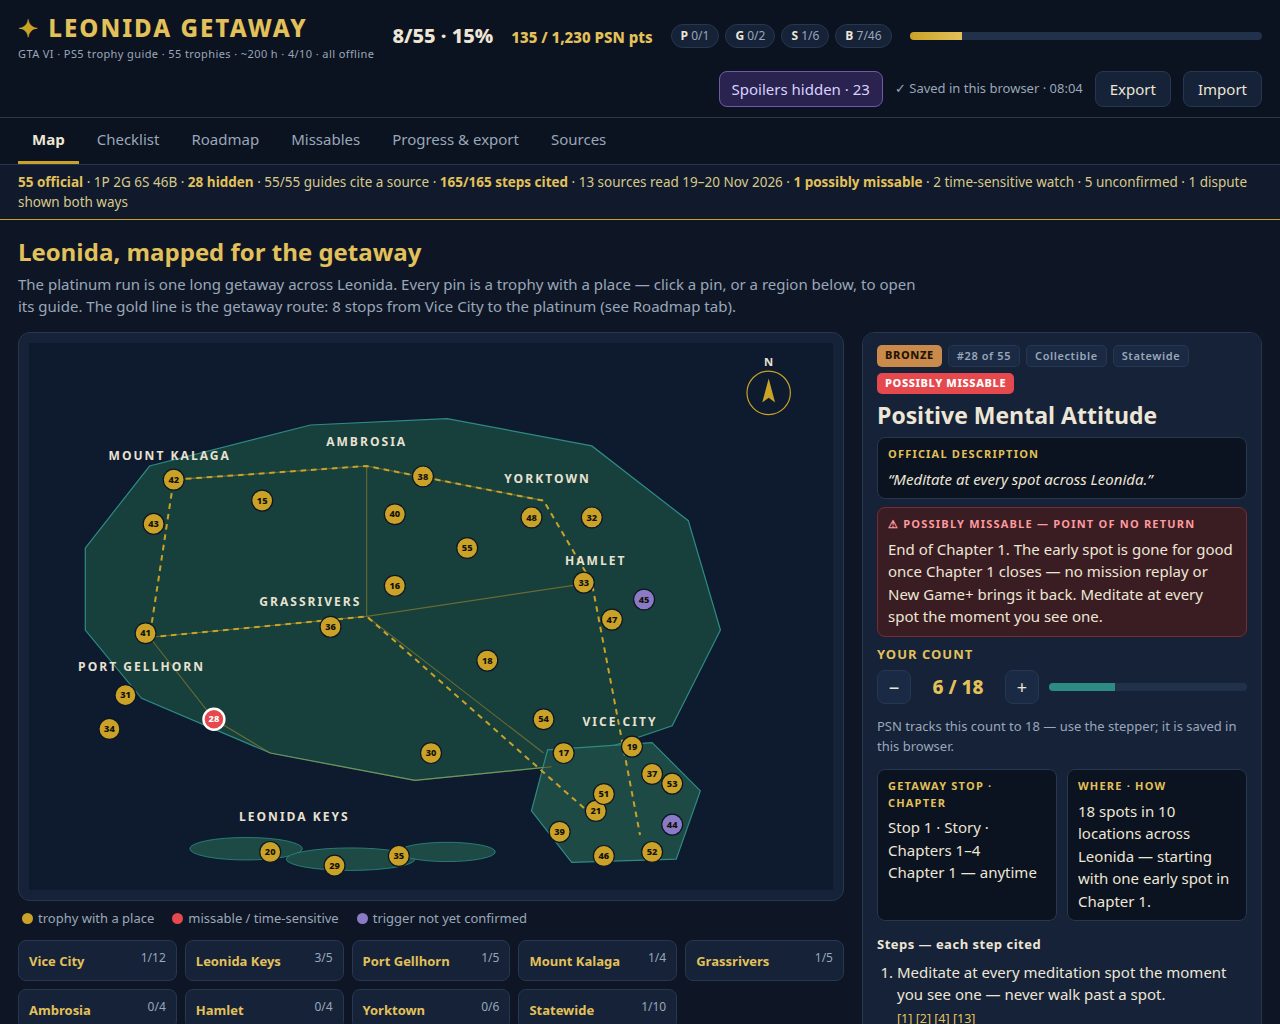 ✦ LEONIDA GETAWAY
GTA VI · PS5 trophy guide · 55 trophies · ~200 h · 4/10 · all offline
8/55 · 15%
135 / 1,230 PSN pts
P 0/1
G 0/2
S 1/6
B 7/46
Spoilers hidden · 23
✓ Saved in this browser · 08:04
Export
Import
Map
Checklist
Roadmap
Missables
Progress & export
Sources
55 official · 1P 2G 6S 46B · 28 hidden · 55/55 guides cite a source · 165/165 steps cited · 13 sources read 19–20 Nov 2026 · 1 possibly missable · 2 time-sensitive watch · 5 unconfirmed · 1 dispute
shown both ways
Leonida, mapped for the getaway
The platinum run is one long getaway across Leonida. Every pin is a trophy with a place — click a pin, or a region below, to open
its guide. The gold line is the getaway route: 8 stops from Vice City to the platinum (see Roadmap tab).
N
AMBROSIA
MOUNT KALAGA
42
38
YORKTOWN
15
43
40
48
32
55
HAMLET
16
33
45
GRASSRIVERS
36
47
41
PORT GELLHORN
18
31
34
28
54
VICE CITY
30
17
19
37
53
51
21
LEONIDA KEYS
39
44
20
29
35
46
52
trophy with a place
missable / time-sensitive
trigger not yet confirmed
Vice City 1/12
Leonida Keys 3/5
Port Gellhorn 1/5
Mount Kalaga 1/4
Grassrivers 1/5
Ambrosia 0/4
Hamlet 0/4
Yorktown 0/6
Statewide 1/10
BRONZE
#28 of 55
Collectible
Statewide
POSSIBLY MISSABLE
Positive Mental Attitude
OFFICIAL DESCRIPTION
“Meditate at every spot across Leonida.”
⚠ POSSIBLY MISSABLE — POINT OF NO RETURN
End of Chapter 1. The early spot is gone for good
once Chapter 1 closes — no mission replay or
New Game+ brings it back. Meditate at every
spot the moment you see one.
YOUR COUNT
−
6 / 18
+
PSN tracks this count to 18 — use the stepper; it is saved in
this browser.
GETAWAY STOP ·
CHAPTER
Stop 1 · Story ·
Chapters 1–4
Chapter 1 — anytime
WHERE · HOW
18 spots in 10
locations across
Leonida — starting
with one early spot in
Chapter 1.
Steps — each step cited
1. Meditate at every meditation spot the moment
you see one — never walk past a spot.
[1] [2] [4] [13]